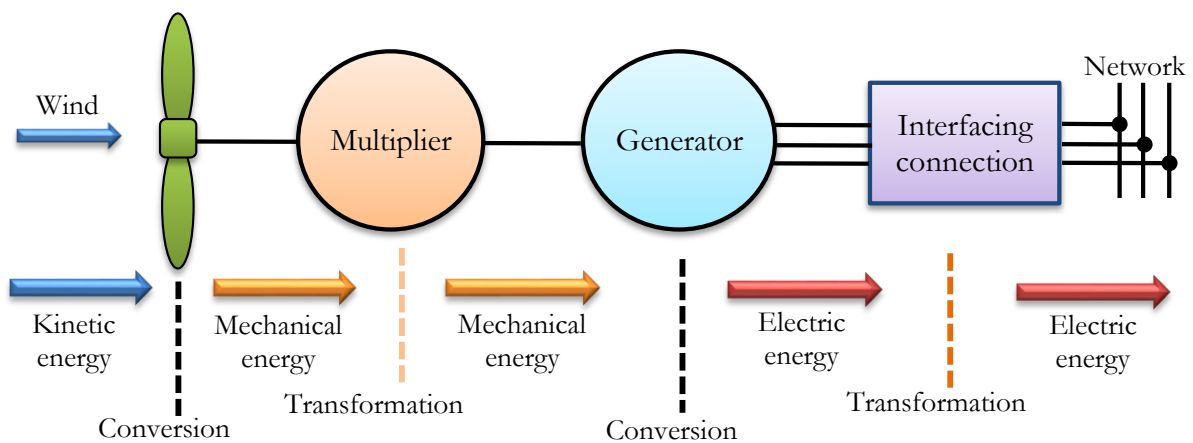 Network
Wind
Multiplier
Generator
Interfacing
connection
Kinetic
energy
Mechanical
energy
Mechanical
energy
Electric
energy
Electric
energy
Conversion
Transformation
Conversion
Transformation